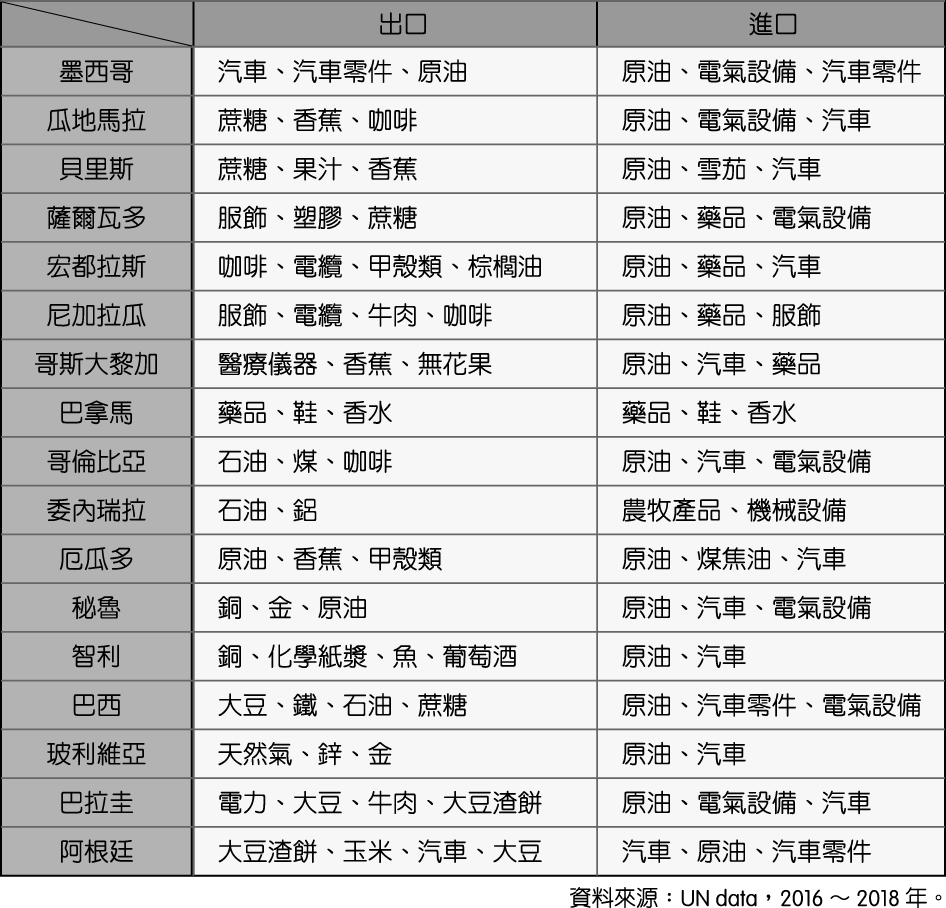 出口 進口
墨西哥 汽車、汽車零件、原油 原油、電氣設備、汽車零件
瓜地馬拉 蔗糖、香蕉、咖啡 原油、電氣設備、汽車
貝里斯 蔗糖、果汁、香蕉 原油、雪茄、汽車
薩爾瓦多 服飾、塑膠、蔗糖 原油、藥品、電氣設備
宏都拉斯 咖啡、電纜、甲殼類、棕櫚油 原油、藥品、汽車
尼加拉瓜 服飾、電纜、牛肉、咖啡 原油、藥品、服飾
哥斯大黎加 醫療儀器、香蕉、無花果 原油、汽車、藥品
巴拿馬 藥品、鞋、香水 藥品、鞋、香水
哥倫比亞 石油、煤、咖啡 原油、汽車、電氣設備
委內瑞拉 石油、鋁 農牧產品、機械設備
厄瓜多 原油、香蕉、甲殼類 原油、煤焦油、汽車
秘魯 銅、金、原油 原油、汽車、電氣設備
智利 銅、化學紙漿、魚、葡萄酒 原油、汽車
巴西 大豆、鐵、石油、蔗糖 原油、汽車零件、電氣設備
玻利維亞 天然氣、鋅、金 原油、汽車
巴拉圭 電力、大豆、牛肉、大豆渣餅 原油、電氣設備、汽車
阿根廷 大豆渣餅、玉米、汽車、大豆 汽車、原油、汽車零件
資料來源：UN data，2016 ～ 2018 年。